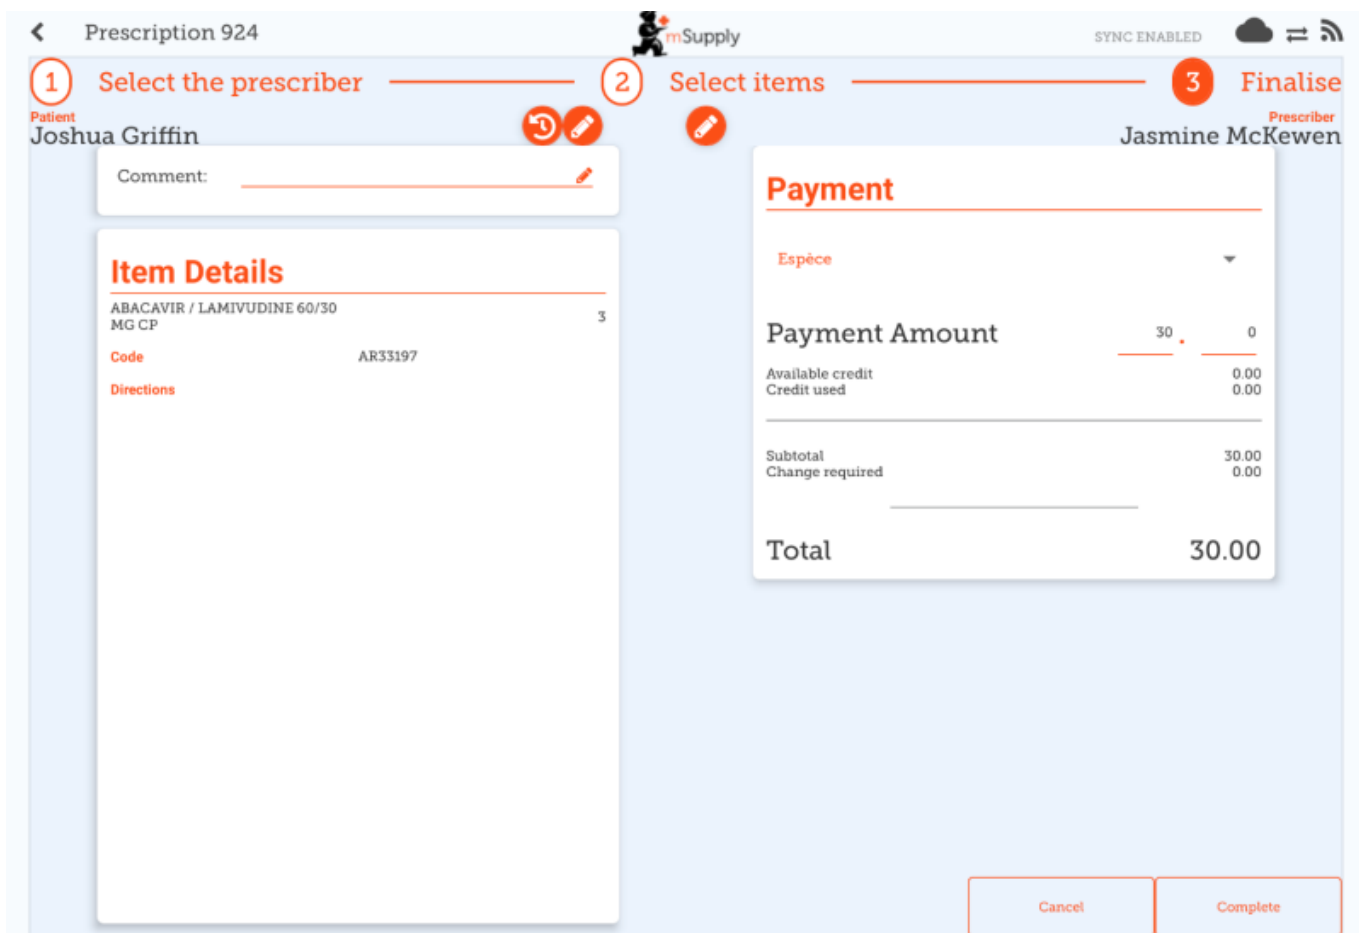 Prescription 924
mSupply
SYNC ENABLED
1 Select the prescriber
2 Select items
3 Finalise
Patient
Joshua Griffin
Prescriber
Jasmine McKewen
Comment:
Item Details
ABACAVIR / LAMIVUDINE 60/30
MG CP
3
Code AR33197
Directions
Payment
Espèce
Payment Amount 30 . 0
Available credit 0.00
Credit used 0.00
Subtotal 30.00
Change required 0.00
Total 30.00
Cancel
Complete